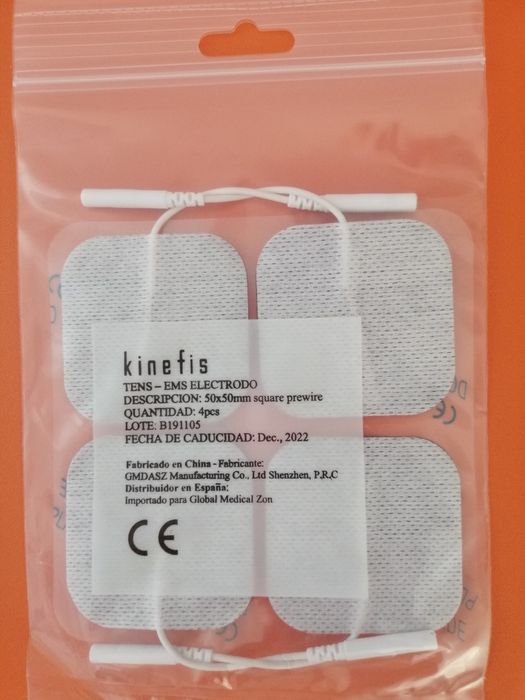 kinefis
TENS – EMS ELECTRODO
DESCRIPCION: 50x50mm square prewire
QUANTIDAD: 4pcs
LOTE: B191105
FECHA DE CADUCIDAD: Dec., 2022
Fabricado en China - Fabricante:
GMDASZ Manufacturing Co., Ltd Shenzhen, P.R,C
Distribuidor en España:
Importado para Global Medical Zon
CE